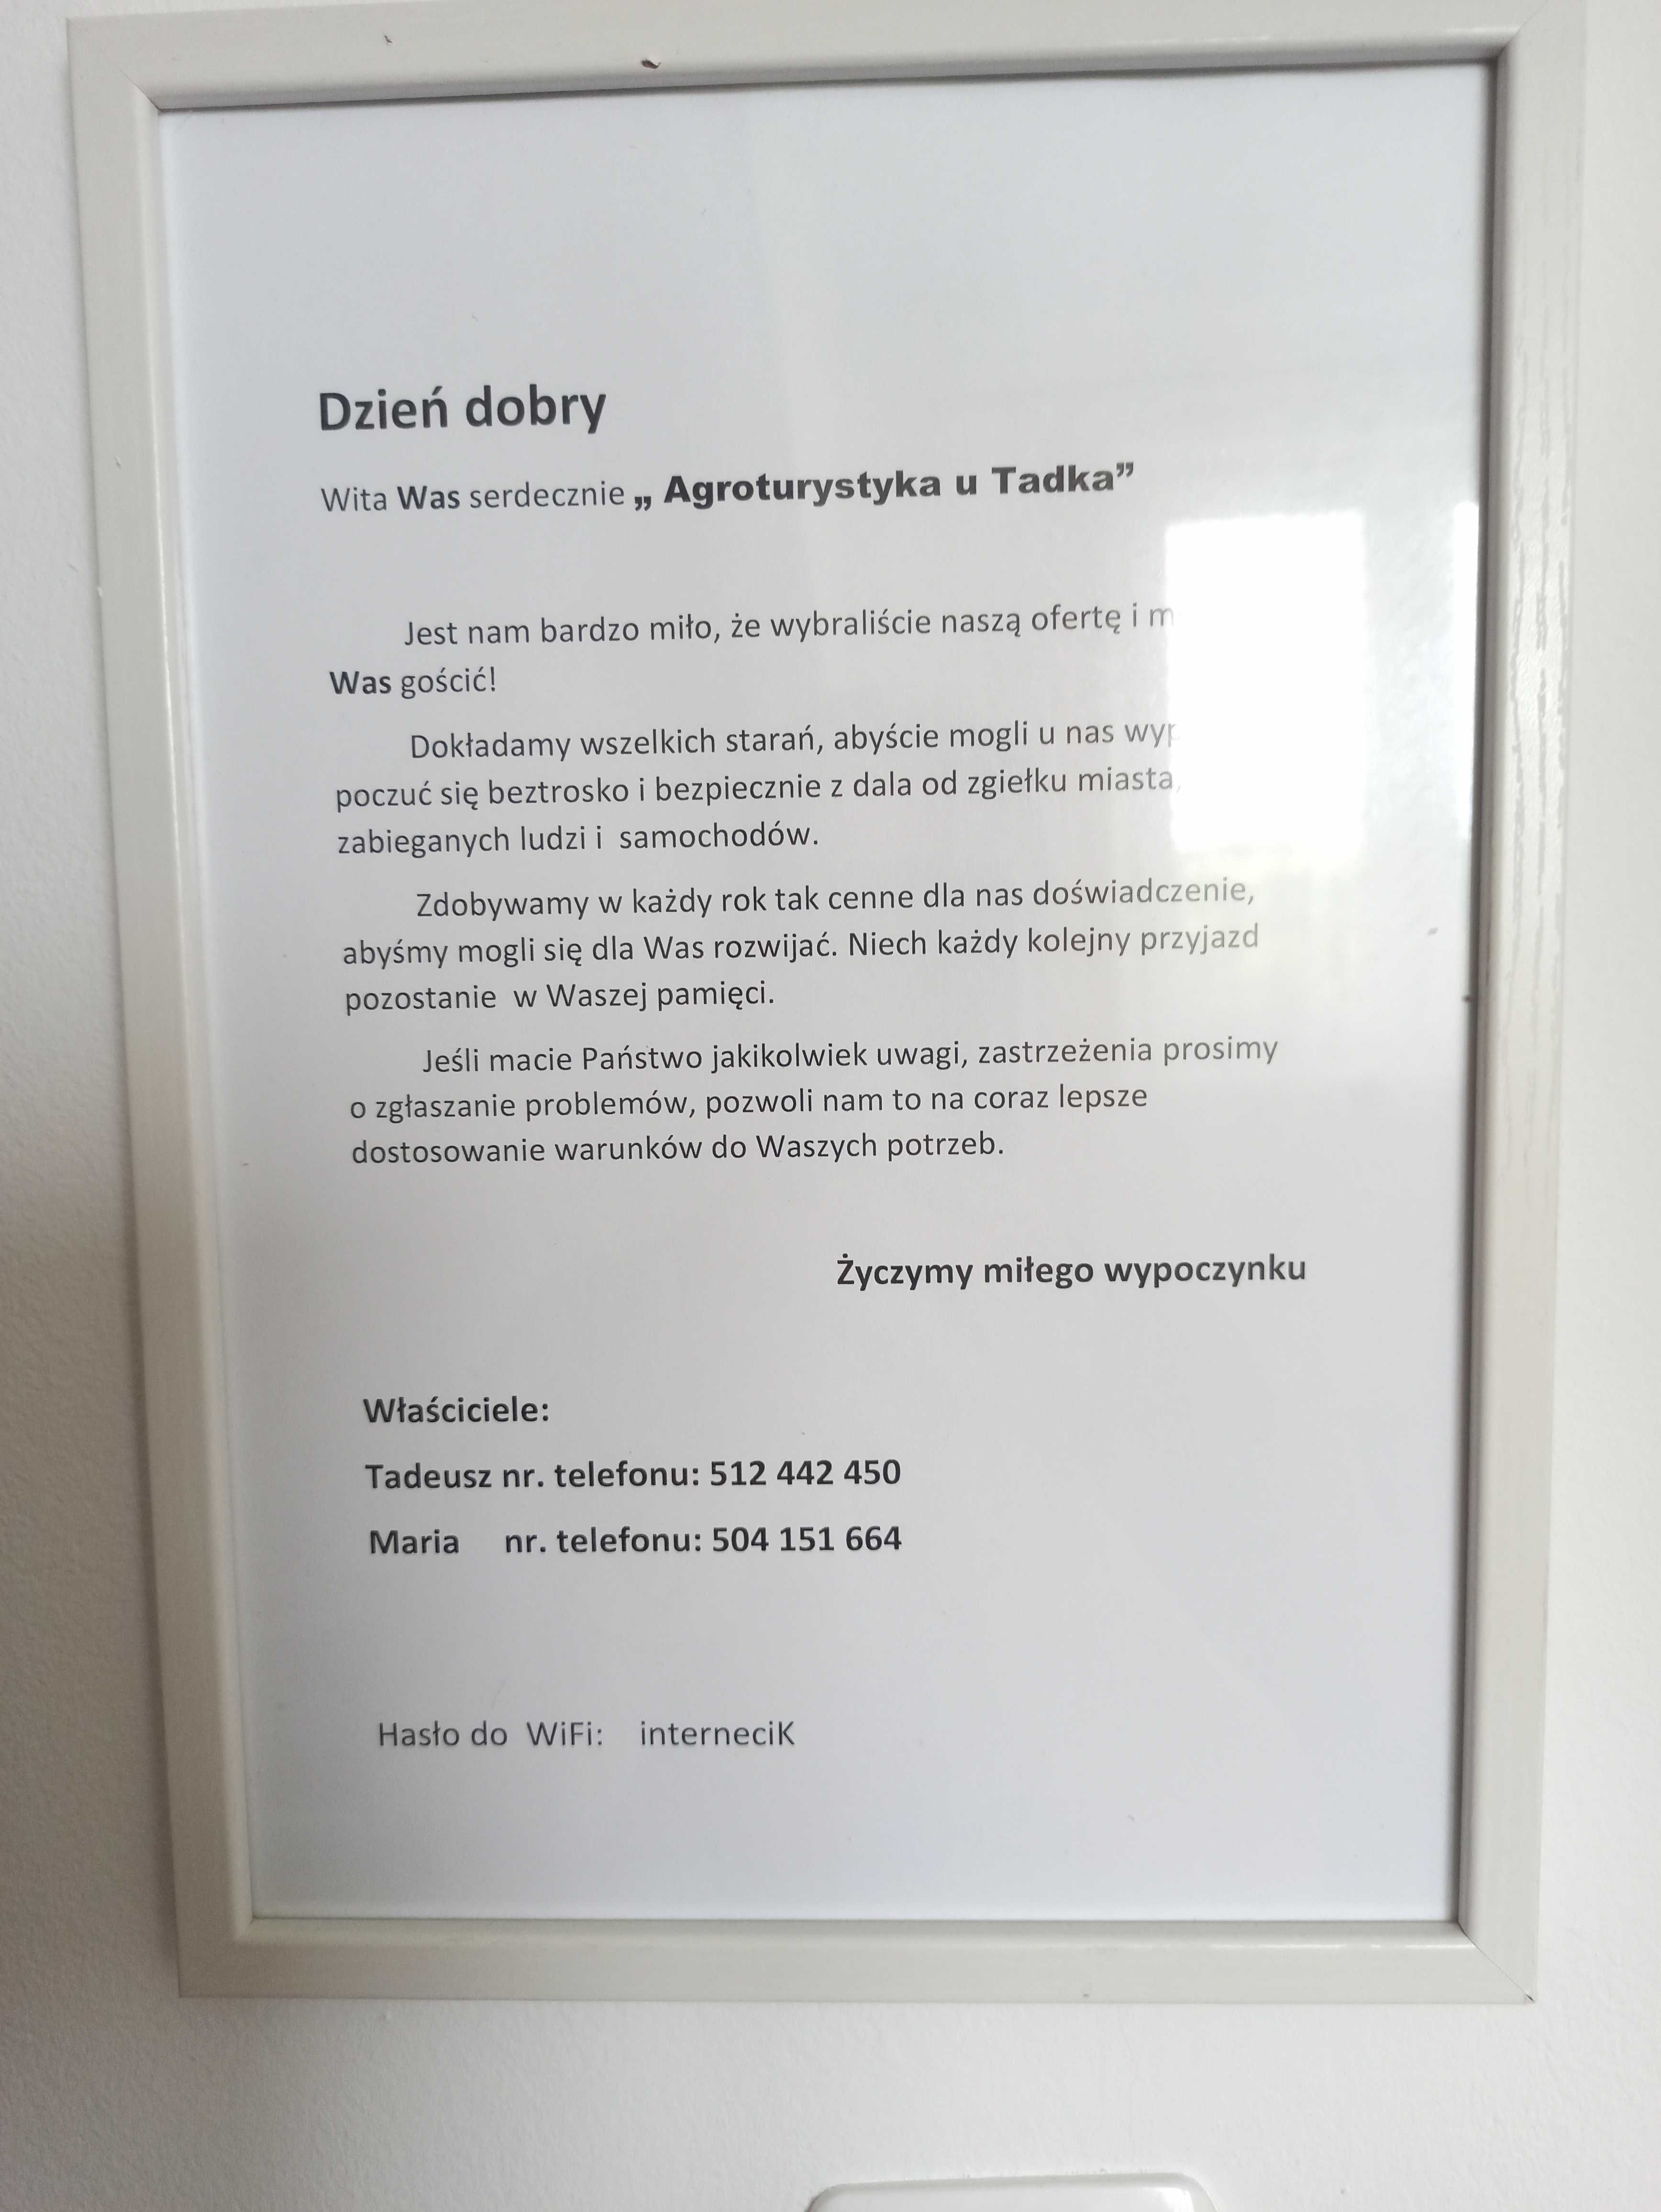 Dzień dobry
Wita Was serdecznie „ Agroturystyka u Tadka”
Jest nam bardzo miło, że wybraliście naszą ofertę i
Was gościć!
Dokładamy wszelkich starań, abyście mogli u nas
poczuć się beztrosko i bezpiecznie z dala od zgiełku miasta,
zabieganych ludzi i samochodów.
Zdobywamy w każdy rok tak cenne dla nas doświadczenie,
abyśmy mogli się dla Was rozwijać. Niech każdy kolejny przyjazd
pozostanie w Waszej pamięci.
Jeśli macie Państwo jakikolwiek uwagi, zastrzeżenia prosimy
o zgłaszanie problemów, pozwoli nam to na coraz lepsze
dostosowanie warunków do Waszych potrzeb.
Życzymy miłego wypoczynku
Właściciele:
Tadeusz nr. telefonu: 512 442 450
Maria nr. telefonu: 504 151 664
Hasło do WiFi: interneciK